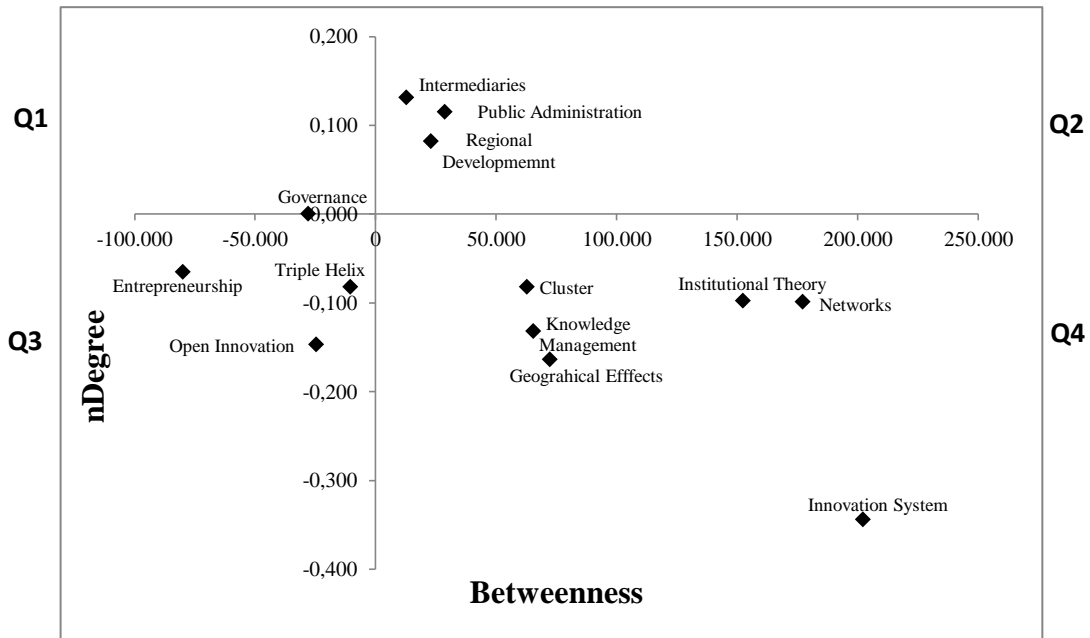 0,200
Intermediaries
Q1
Public Administration
Q2
0,100
Regional
Developmemnt
Governance
0,000
-100.000
-50.000
0
50.000
100.000
150.000
200.000
250.000
Triple Helix
Entrepreneurship
Cluster
Institutional Theory
Networks
-0,100
Q3
Open Innovation
Knowledge
Management
Q4
Geograhical Efffects
nDegree
-0,200
-0,300
Innovation System
-0,400
Betweenness